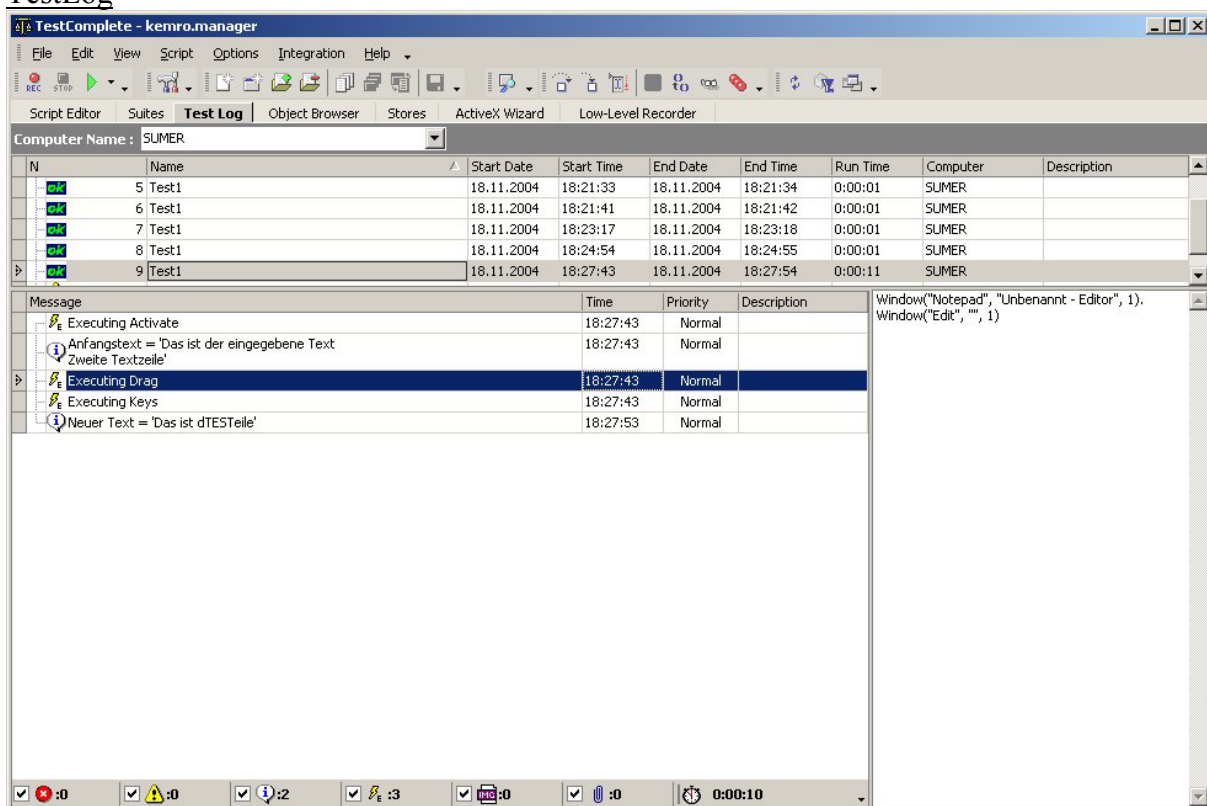 TestLog
TestComplete - kemro.manager
File Edit View Script Options Integration Help
REC STOP
Script Editor Suites Test Log Object Browser Stores ActiveX Wizard Low-Level Recorder
Computer Name : SUMER
N Name Start Date Start Time End Date End Time Run Time Computer Description
ok 5 Test1 18.11.2004 18:21:33 18.11.2004 18:21:34 0:00:01 SUMER
ok 6 Test1 18.11.2004 18:21:41 18.11.2004 18:21:42 0:00:01 SUMER
ok 7 Test1 18.11.2004 18:23:17 18.11.2004 18:23:18 0:00:01 SUMER
ok 8 Test1 18.11.2004 18:24:54 18.11.2004 18:24:55 0:00:01 SUMER
ok 9 Test1 18.11.2004 18:27:43 18.11.2004 18:27:54 0:00:11 SUMER
Message Time Priority Description
Executing Activate 18:27:43 Normal
Anfangstext = 'Das ist der eingegebene Text 18:27:43 Normal
Zweite Textzeile'
Executing Drag 18:27:43 Normal
Executing Keys 18:27:43 Normal
Neuer Text = 'Das ist dTESTeile' 18:27:53 Normal
Window("Notepad", "Unbenannt - Editor", 1).
Window("Edit", "", 1)
:0 :0 :2 :3 IMG:0 :0 0:00:10